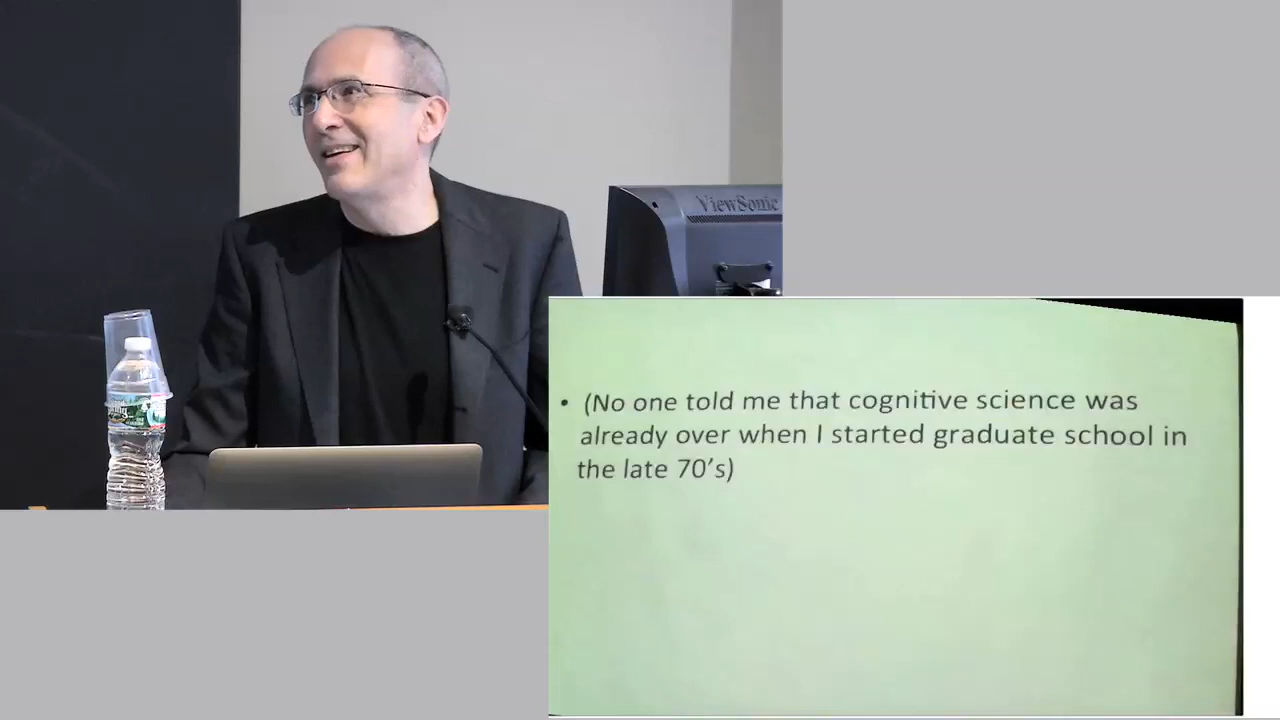 ViewSonic
• (No one told me that cognitive science was
already over when I started graduate school in
the late 70's)